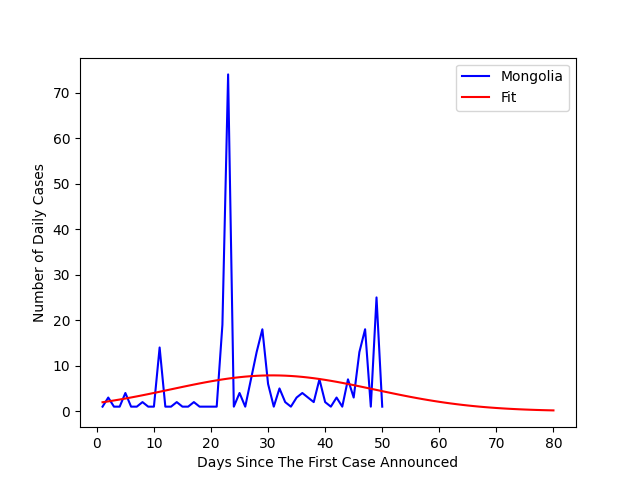 Mongolia
Fit
Number of Daily Cases
70
60
50
40
30
20
10
0
0 10 20 30 40 50 60 70 80
Days Since The First Case Announced